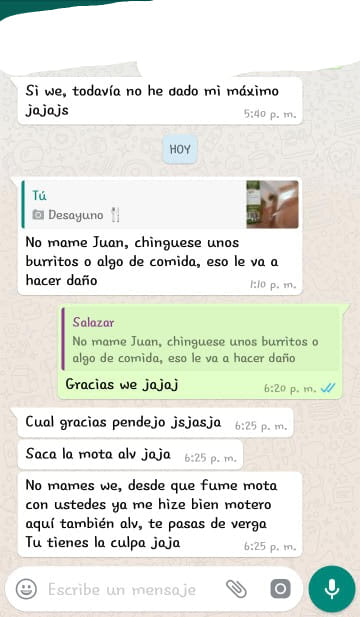 Si we, todavía no he dado mi máximo
jajajs
5:40 p. m.
HOY
Tú
Desayuno
No mame Juan, chinguese unos
burritos o algo de comida, eso le va a
hacer daño
1:10 p. m.
Salazar
No mame Juan, chinguese unos burritos o
algo de comida, eso le va a hacer daño
Gracias we jajaj
6:20 p. m.
Cual gracias pendejo jsjasja
6:25 p. m.
Saca la mota alv jaja
6:25 p. m.
No mames we, desde que fume mota
con ustedes ya me hize bien motero
aquí también alv, te pasas de verga
Tu tienes la culpa jaja
6:25 p. m.
Escribe un mensaje